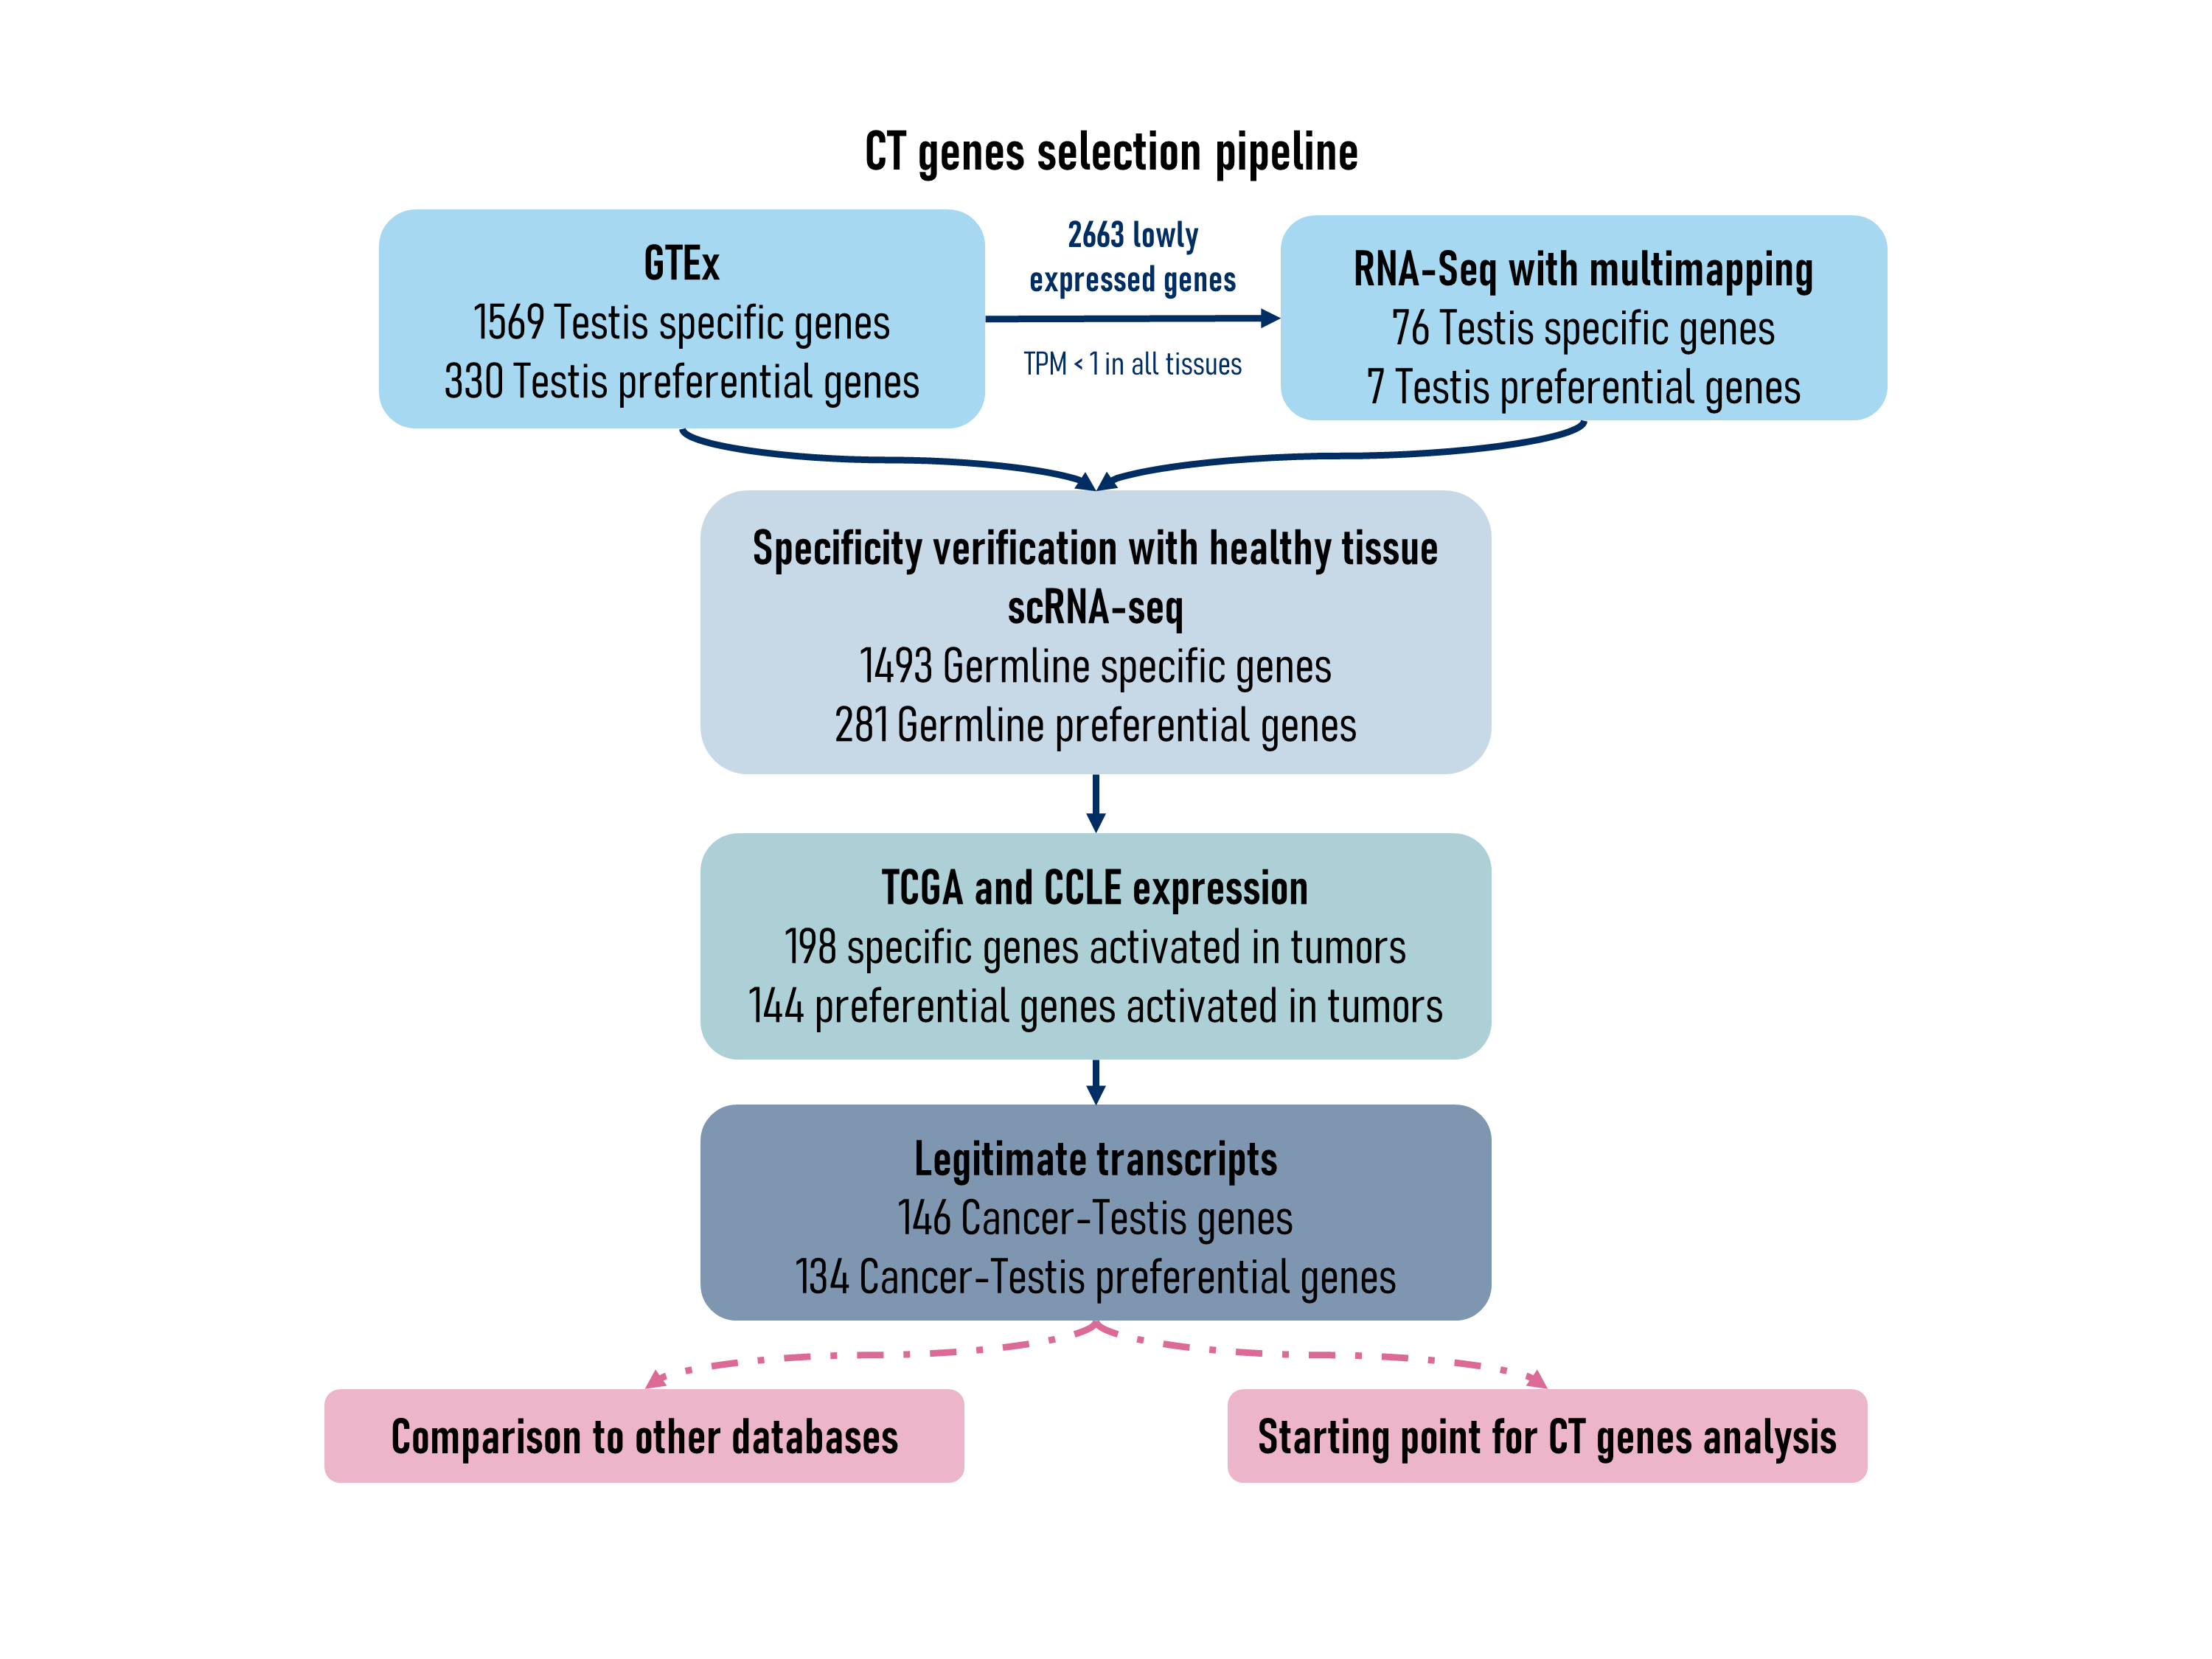 CT genes selection pipeline
GTEx
1569 Testis specific genes
330 Testis preferential genes
2663 lowly
expressed genes
TPM < 1 in all tissues
RNA-Seq with multimapping
76 Testis specific genes
7 Testis preferential genes
Specificity verification with healthy tissue
scRNA-seq
1493 Germline specific genes
281 Germline preferential genes
TCGA and CCLE expression
198 specific genes activated in tumors
144 preferential genes activated in tumors
Legitimate transcripts
146 Cancer-Testis genes
134 Cancer-Testis preferential genes
Comparison to other databases
Starting point for CT genes analysis